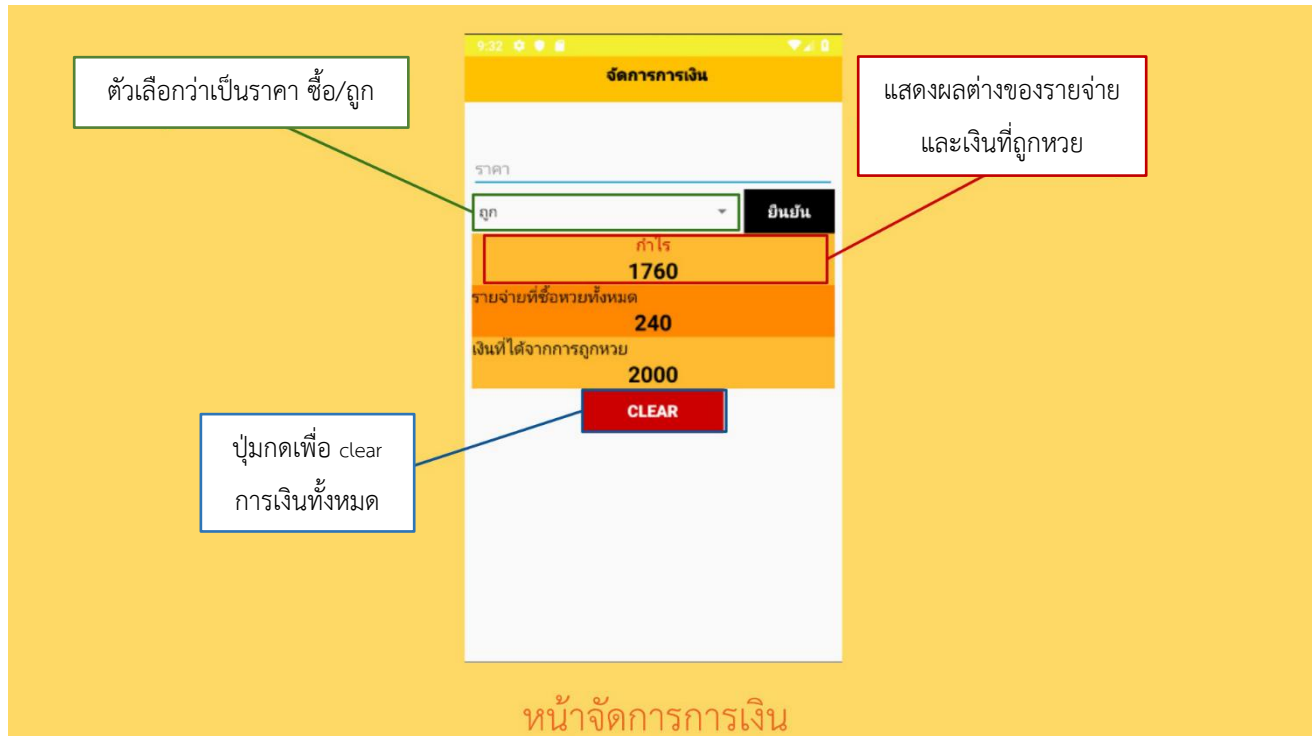 9:32
จัดการการเงิน
ตัวเลือกว่าเป็นราคา ซื้อ/ถูก
แสดงผลต่างของรายจ่าย
และเงินที่ถูกหวย
ราคา
ถูก
ยืนยัน
กำไร
1760
รายจ่ายที่ซื้อหวยทั้งหมด
240
เงินที่ได้จากการถูกหวย
2000
CLEAR
ปุ่มกดเพื่อ clear
การเงินทั้งหมด
หน้าจัดการการเงิน